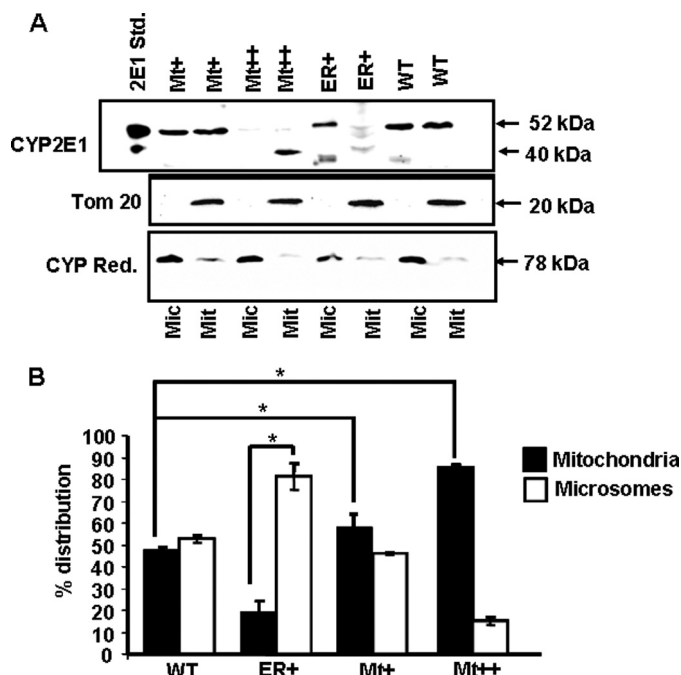 A
2E1 Std.
Mt+
Mt+
Mt++
Mt++
ER+
ER+
WT
WT
CYP2E1
52 kDa
40 kDa
Tom 20
20 kDa
CYP Red.
78 kDa
Mic
Mit
Mic
Mit
Mic
Mit
Mic
Mit
B
*
*
*
% distribution
100
90
80
70
60
50
40
30
20
10
0
Mitochondria
Microsomes
WT
ER+
Mt+
Mt++